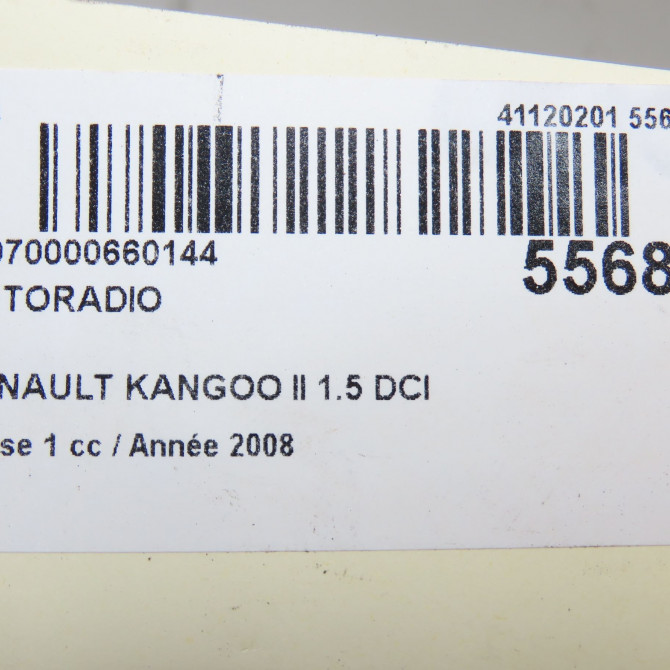 41120201 556
070000660144
5568
TORADIO
NAULT KANGOO II 1.5 DCI
se 1 cc / Année 2008